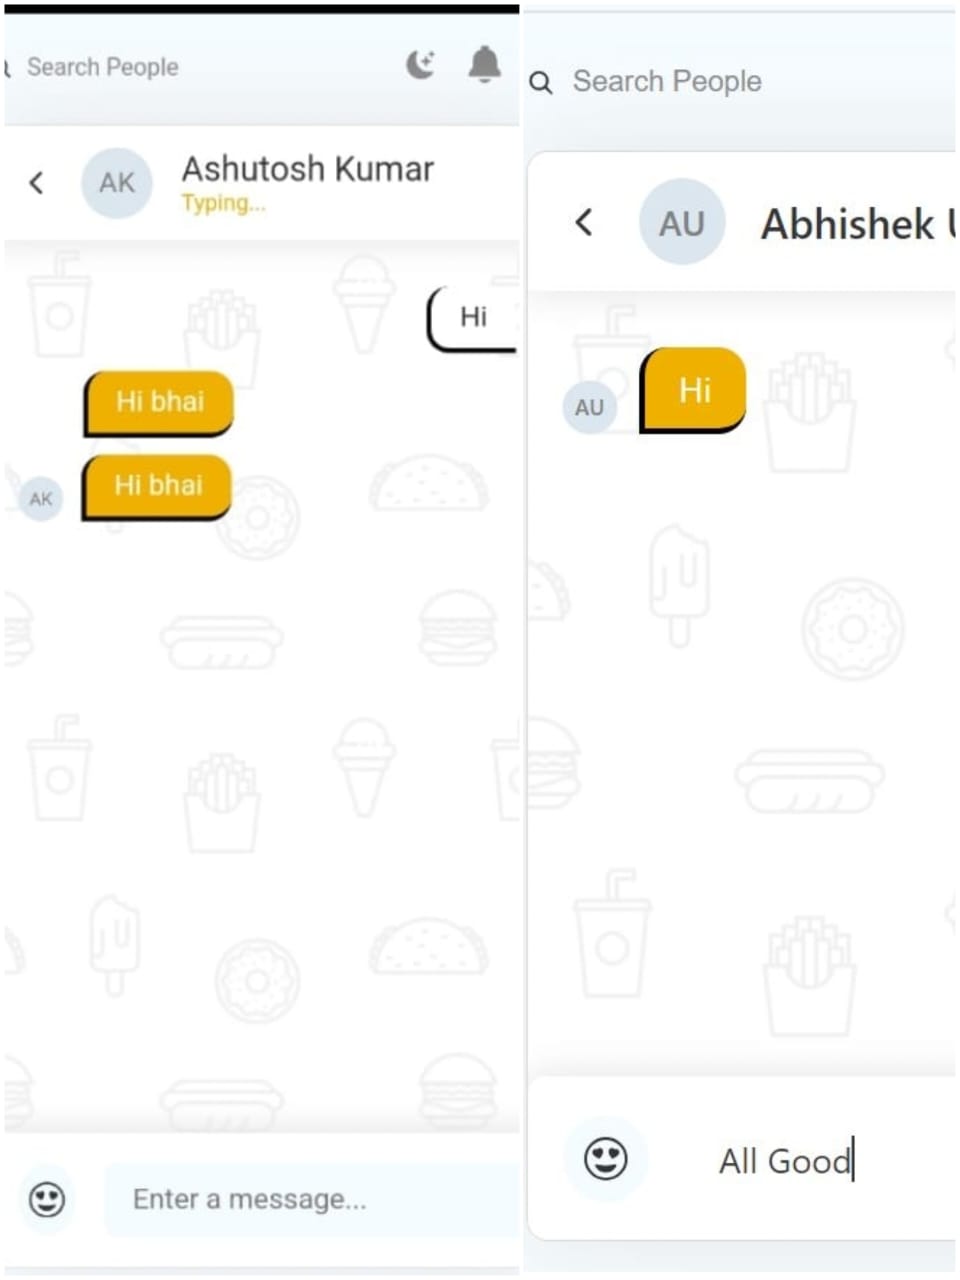 Search People
AK
Ashutosh Kumar
Typing...
Hi
Hi bhai
Hi bhai
AK
Enter a message...
Search People
AU
Abhishek
Hi
AU
All Good